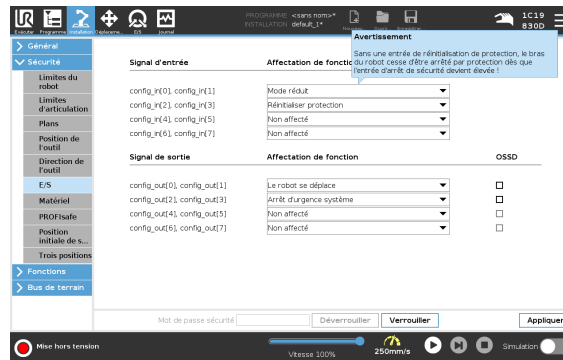 PROGRAMME <sans nom>*
INSTALLATION default_1*
1C19
830D
Exécuter Programme Installation Déplaceme... E/S Journal
Avertissement
Sans une entrée de réinitialisation de protection, le bras
du robot cesse d'être arrêté par protection dès que
l'entrée d'arrêt de sécurité devient élevée !
Général
Sécurité
Limites du
robot
Limites
d'articulation
Plans
Position de
l'outil
Direction de
l'outil
E/S
Matériel
PROFIsafe
Position
initiale de s...
Trois positions
Fonctions
Bus de terrain
Signal d'entrée Affectation de fonction
config_in[0], config_in[1] Mode réduit
config_in[2], config_in[3] Réinitialiser protection
config_in[4], config_in[5] Non affecté
config_in[6], config_in[7] Non affecté
Signal de sortie Affectation de fonction OSSD
config_out[0], config_out[1] Le robot se déplace
config_out[2], config_out[3] Arrêt d'urgence système
config_out[4], config_out[5] Non affecté
config_out[6], config_out[7] Non affecté
Mot de passe sécurité Déverrouiller Verrouiller Appliquer
Mise hors tension
Vitesse 100%
250mm/s
Simulation